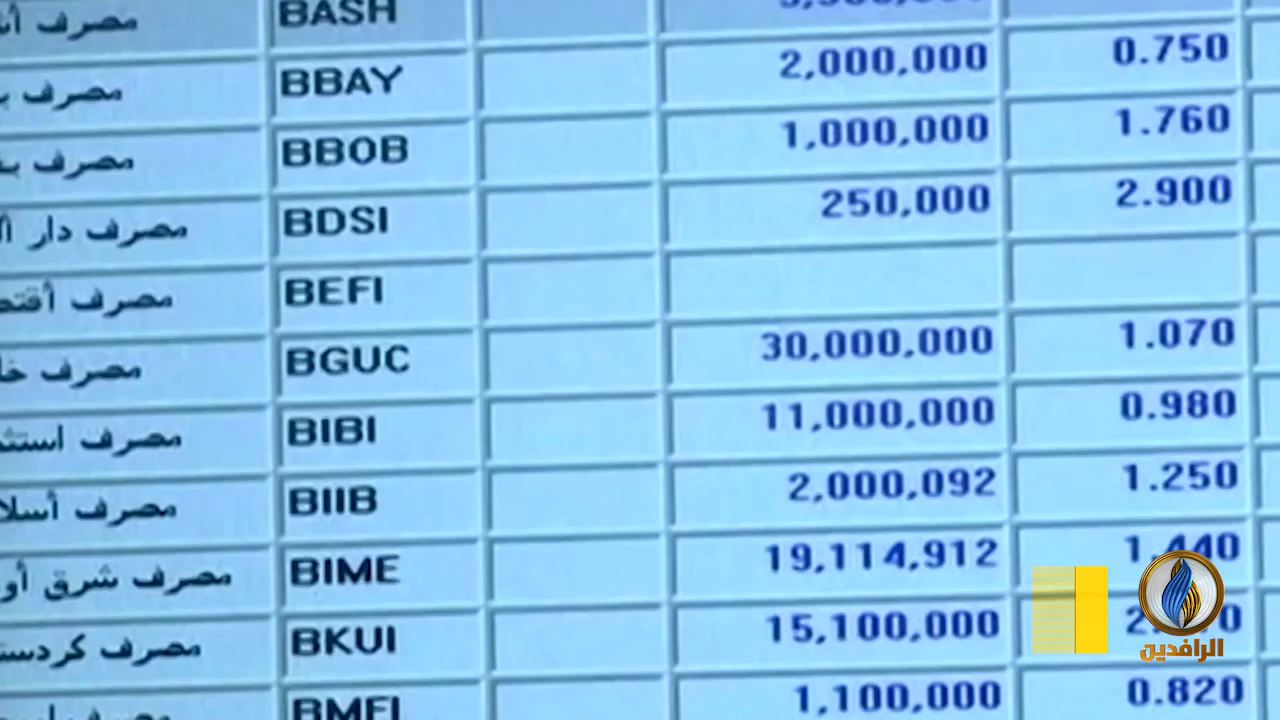 مصرف BASH
مصرف BBAY 2,000,000 0.750
مصرف BBOB 1,000,000 1.760
مصرف دار BDSI 250,000 2.900
مصرف BEFI
مصرف BGUC 30,000,000 1.070
مصرف BIBI 11,000,000 0.980
مصرف BIIB 2,000,092 1.250
مصرف شرق BIME 19,114,912 1.440
مصرف BKUI 15,100,000
BMFI 1,100,000 0.820
الرافدين